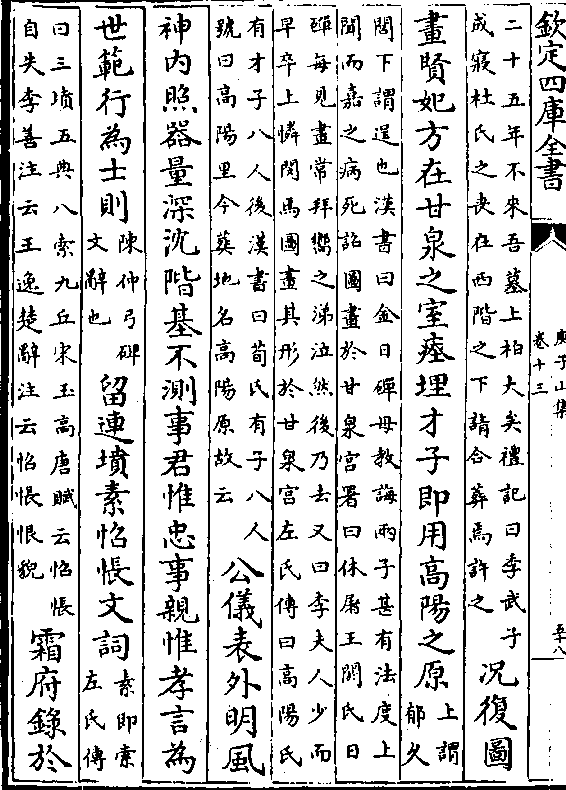 欽定四庫全書
庾子山集
卷十三
至十八
二十五年不來吾墓上柏大矣禮記曰季武子
成寢杜氏之喪在西階之下請合葬焉許之
况復圖
畫賢妃方在甘泉之室瘞埋才子即用高陽之原
上謂
郁久
閭下謂逞也漢書曰金日磾母教誨兩子甚有法度上
聞而嘉之病死詔圖畫於甘泉宫署曰休屠王閼氏日
磾每見畫常拜嚮之涕泣然後乃去又曰李夫人少而
早卒上憐閔焉圖畫其形於甘泉宫左氏傳曰高陽氏
有才子八人後漢書曰荀氏有子八人
號曰高陽里今葬地名高陽原故云
公儀表外明風
神内照器量深沈階基不測事君惟忠事親惟孝言為
世範行為士則
陳仲弓碑
文辭也
留連墳索怊悵文詞
索即索
左氏傳
曰三墳五典八索九丘宋玉高唐賦云怊悵
自失李善注云王逸楚辭注云怊悵恨貌
霜府錄於